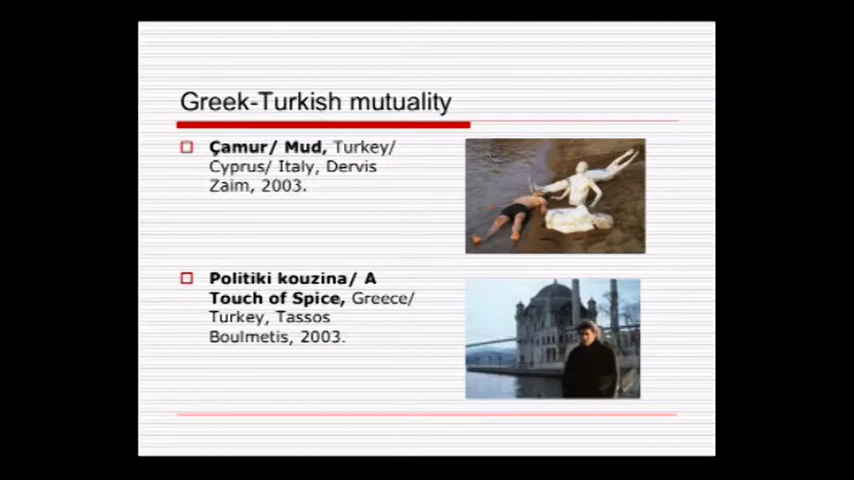 Greek-Turkish mutuality
Çamur/ Mud, Turkey/
Cyprus/ Italy, Dervis
Zaim, 2003.
Politiki kouzina/ A
Touch of Spice, Greece/
Turkey, Tassos
Boulmetis, 2003.